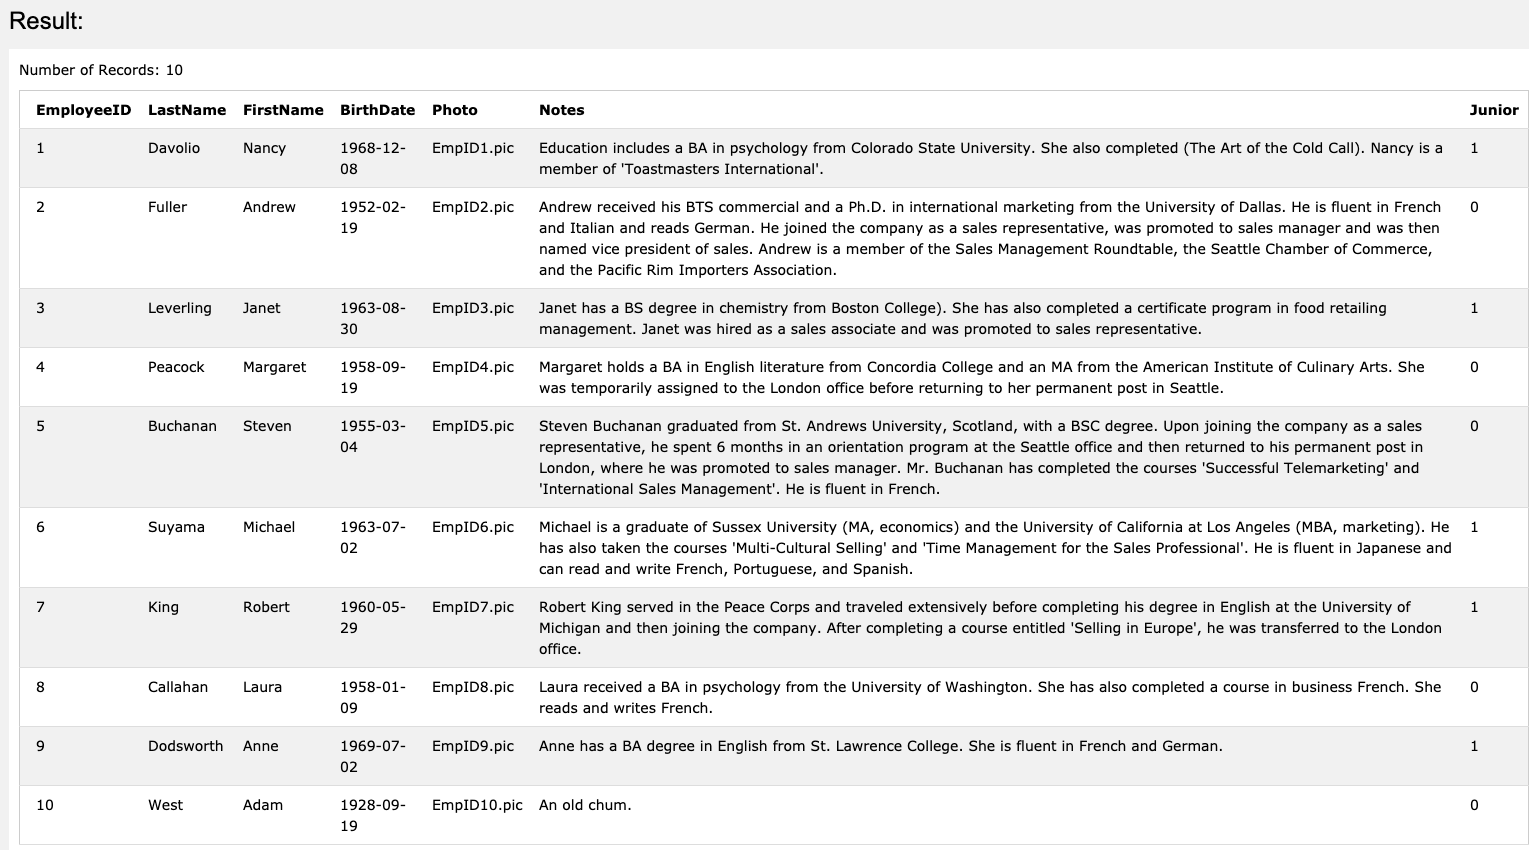 Result:
Number of Records: 10
EmployeeID LastName FirstName BirthDate Photo Notes Junior
1 Davolio Nancy 1968-12- EmpID1.pic Education includes a BA in psychology from Colorado State University. She also completed (The Art of the Cold Call). Nancy is a 1
08 member of 'Toastmasters International'.
2 Fuller Andrew 1952-02- EmpID2.pic Andrew received his BTS commercial and a Ph.D. in international marketing from the University of Dallas. He is fluent in French 0
19 and Italian and reads German. He joined the company as a sales representative, was promoted to sales manager and was then
named vice president of sales. Andrew is a member of the Sales Management Roundtable, the Seattle Chamber of Commerce,
and the Pacific Rim Importers Association.
3 Leverling Janet 1963-08- EmpID3.pic Janet has a BS degree in chemistry from Boston College). She has also completed a certificate program in food retailing 1
30 management. Janet was hired as a sales associate and was promoted to sales representative.
4 Peacock Margaret 1958-09- EmpID4.pic Margaret holds a BA in English literature from Concordia College and an MA from the American Institute of Culinary Arts. She 0
19 was temporarily assigned to the London office before returning to her permanent post in Seattle.
5 Buchanan Steven 1955-03- EmpID5.pic Steven Buchanan graduated from St. Andrews University, Scotland, with a BSC degree. Upon joining the company as a sales 0
04 representative, he spent 6 months in an orientation program at the Seattle office and then returned to his permanent post in
London, where he was promoted to sales manager. Mr. Buchanan has completed the courses 'Successful Telemarketing' and
'International Sales Management'. He is fluent in French.
6 Suyama Michael 1963-07- EmpID6.pic Michael is a graduate of Sussex University (MA, economics) and the University of California at Los Angeles (MBA, marketing). He 1
02 has also taken the courses 'Multi-Cultural Selling' and 'Time Management for the Sales Professional'. He is fluent in Japanese and
can read and write French, Portuguese, and Spanish.
7 King Robert 1960-05- EmpID7.pic Robert King served in the Peace Corps and traveled extensively before completing his degree in English at the University of 1
29 Michigan and then joining the company. After completing a course entitled 'Selling in Europe', he was transferred to the London
office.
8 Callahan Laura 1958-01- EmpID8.pic Laura received a BA in psychology from the University of Washington. She has also completed a course in business French. She 0
09 reads and writes French.
9 Dodsworth Anne 1969-07- EmpID9.pic Anne has a BA degree in English from St. Lawrence College. She is fluent in French and German. 1
02
10 West Adam 1928-09- EmpID10.pic An old chum. 0
19